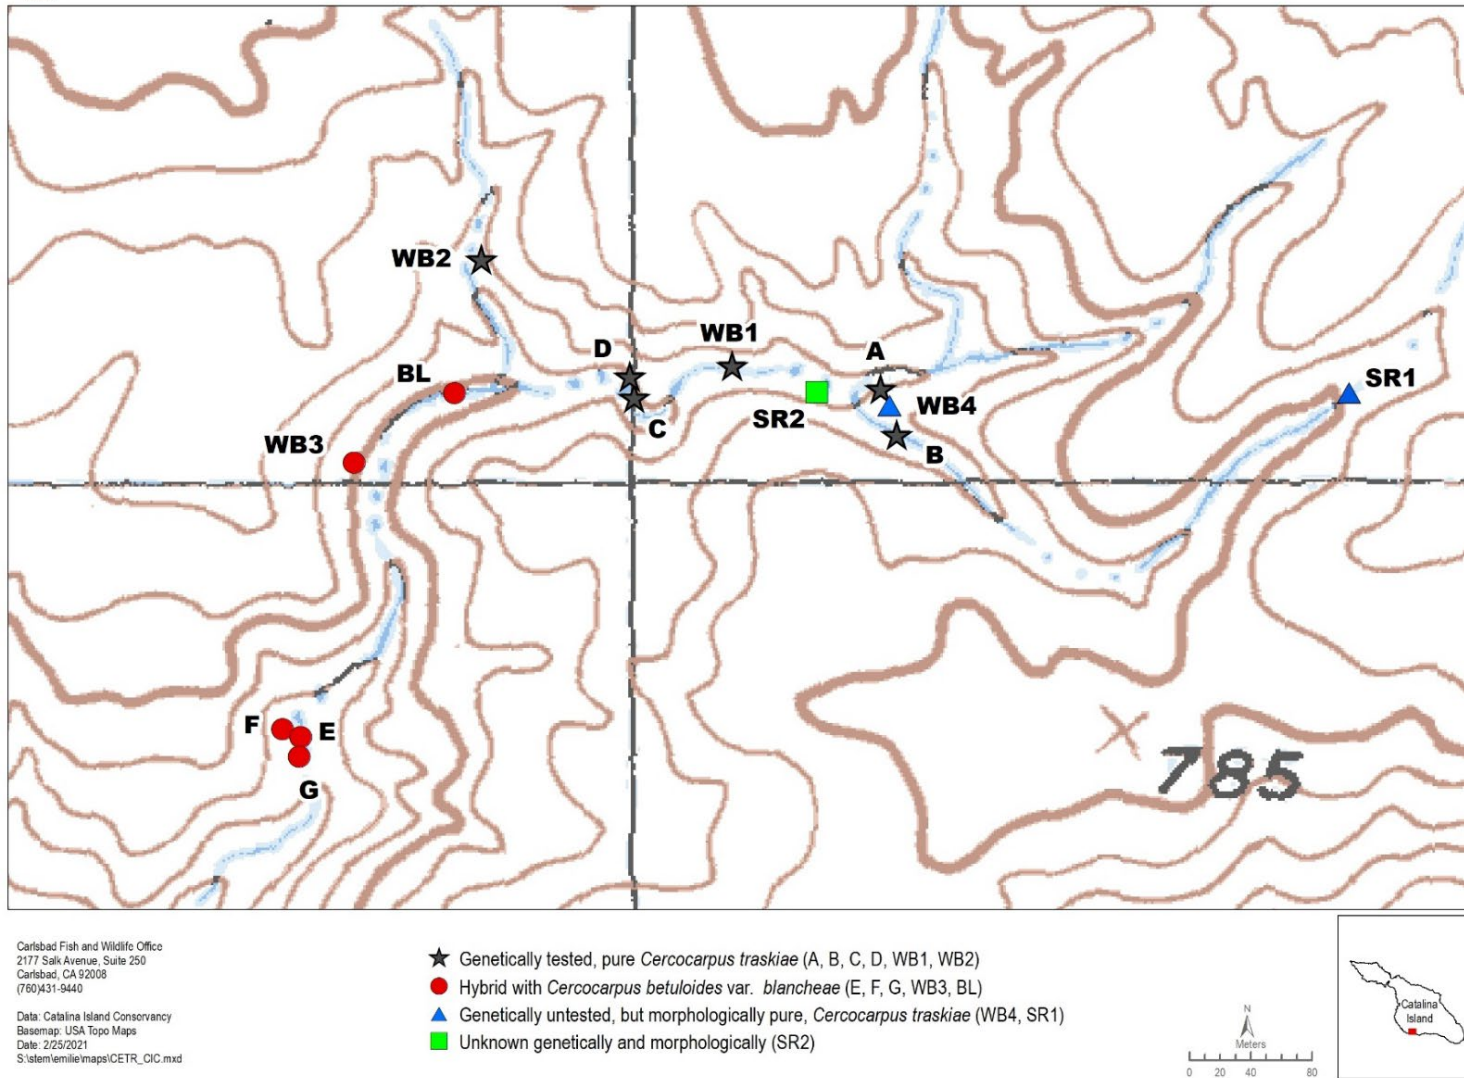 WB2
D
WB1
A
BL
SR1
WB4
SR2
C
WB3
B
F
E
785
G
Carlsbad Fish and Wildlife Office
2177 Salk Avenue, Suite 250
Carlsbad, CA 92008
(760)431-9440
Data: Catalina Island Conservancy
Basemap: USA Topo Maps
Date: 2/25/2021
S:\stem\emilie\maps\CETR_CIC.mxd
Genetically tested, pure Cercocarpus traskiae (A, B, C, D, WB1, WB2)
Hybrid with Cercocarpus betuloides var. blancheae (E, F, G, WB3, BL)
Genetically untested, but morphologically pure, Cercocarpus traskiae (WB4, SR1)
Unknown genetically and morphologically (SR2)
N
Meters
0 20 40 80
Catalina
Island